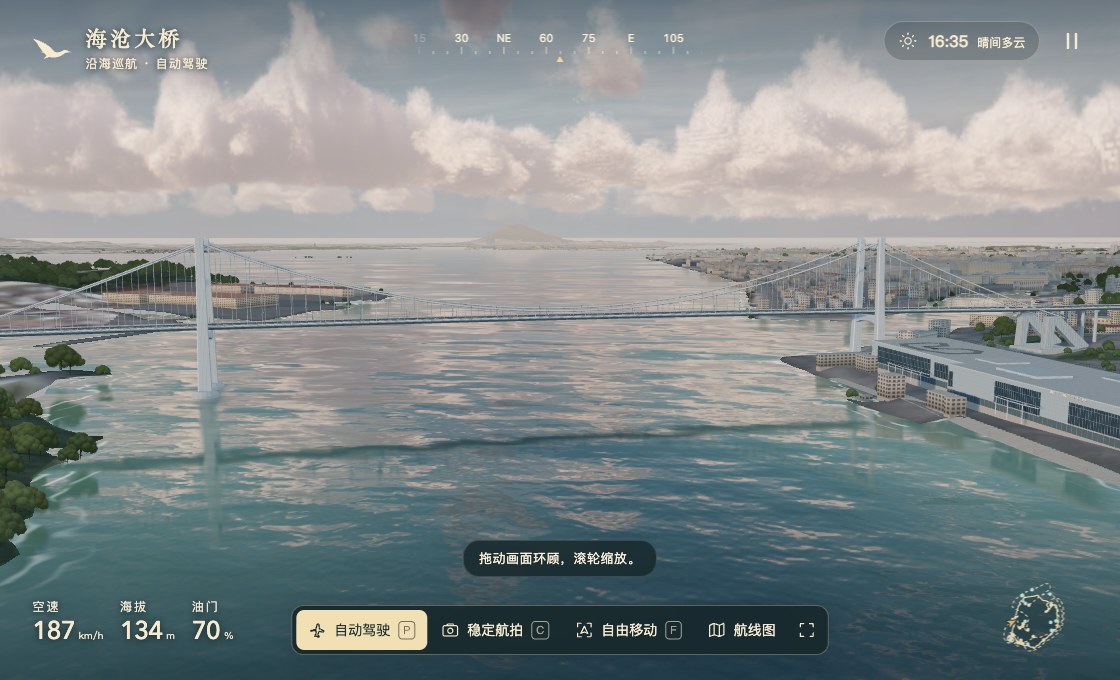 海沧大桥
沿海巡航 · 自动驾驶
15 30 NE 60 75 E 105
16:35 晴间多云
拖动画面环顾，滚轮缩放。
空速 海拔 油门
187 km/h 134 m 70 %
自动驾驶 P 稳定航拍 C 自由移动 F 航线图